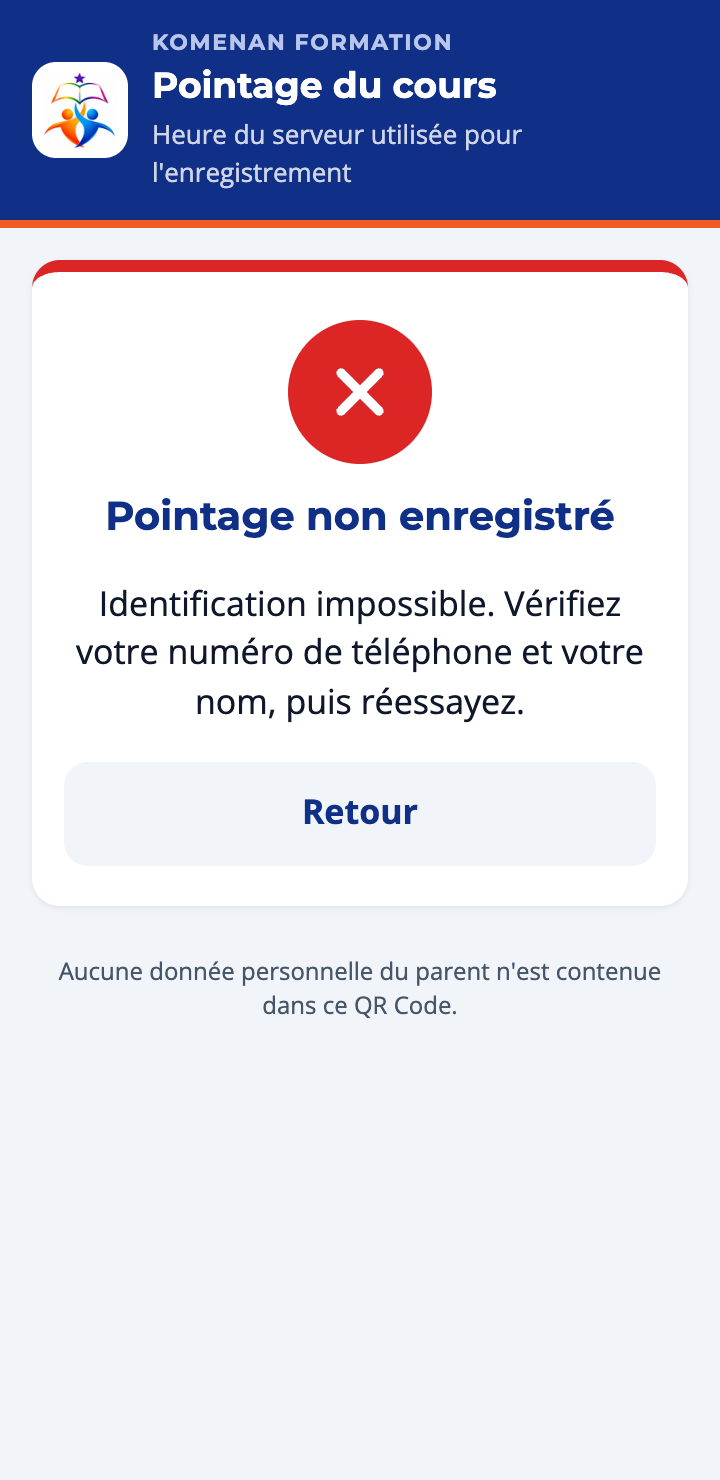 KOMENAN FORMATION
Pointage du cours
Heure du serveur utilisée pour
l'enregistrement
Pointage non enregistré
Identification impossible. Vérifiez
votre numéro de téléphone et votre
nom, puis réessayez.
Retour
Aucune donnée personnelle du parent n'est contenue
dans ce QR Code.